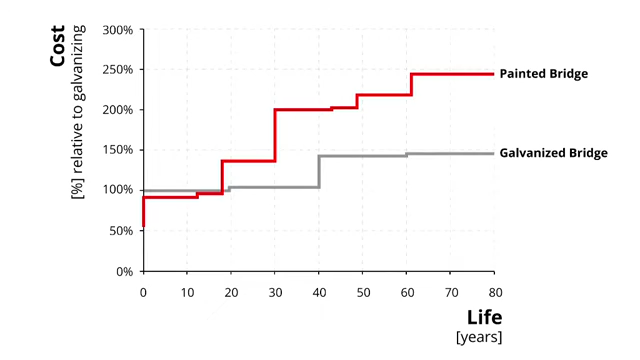 Cost
[%] relative to galvanizing
300%
250%
200%
150%
100%
50%
0%
Painted Bridge
Galvanized Bridge
0 10 20 30 40 50 60 70 80
Life
[years]